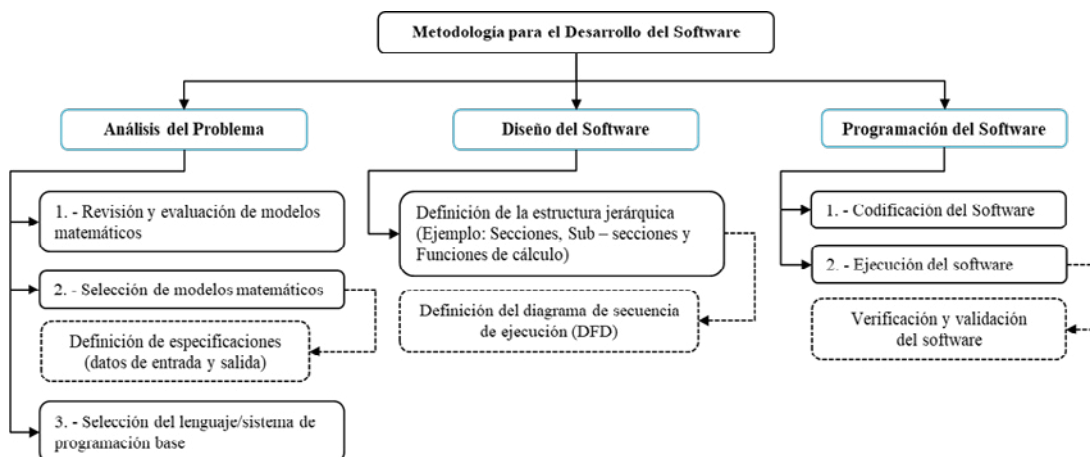 Metodología para el Desarrollo del Software
Análisis del Problema
1. - Revisión y evaluación de modelos
matemáticos
2. - Selección de modelos matemáticos
Definición de especificaciones
(datos de entrada y salida)
3. - Selección del lenguaje/sistema de
programación base
Diseño del Software
Definición de la estructura jerárquica
(Ejemplo: Secciones, Sub – secciones y
Funciones de cálculo)
Definición del diagrama de secuencia
de ejecución (DFD)
Programación del Software
1. - Codificación del Software
2. - Ejecución del software
Verificación y validación
del software